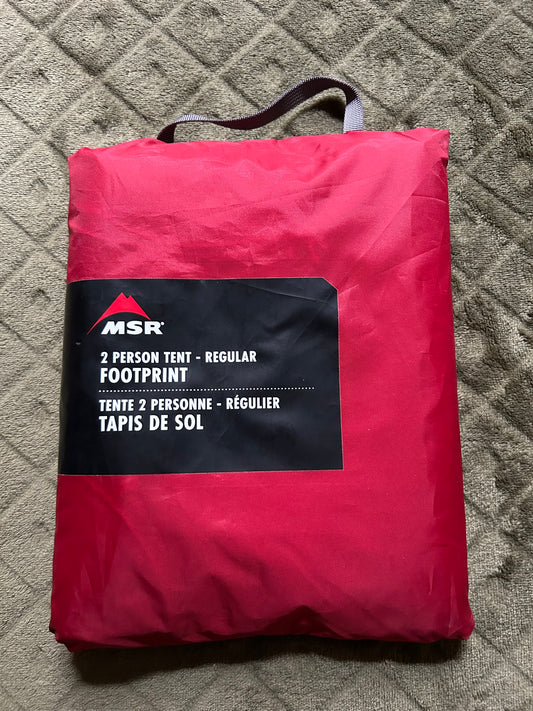 MSR®
2 PERSON TENT - REGULAR
FOOTPRINT
TENTE 2 PERSONNE - RÉGULIER
TAPIS DE SOL